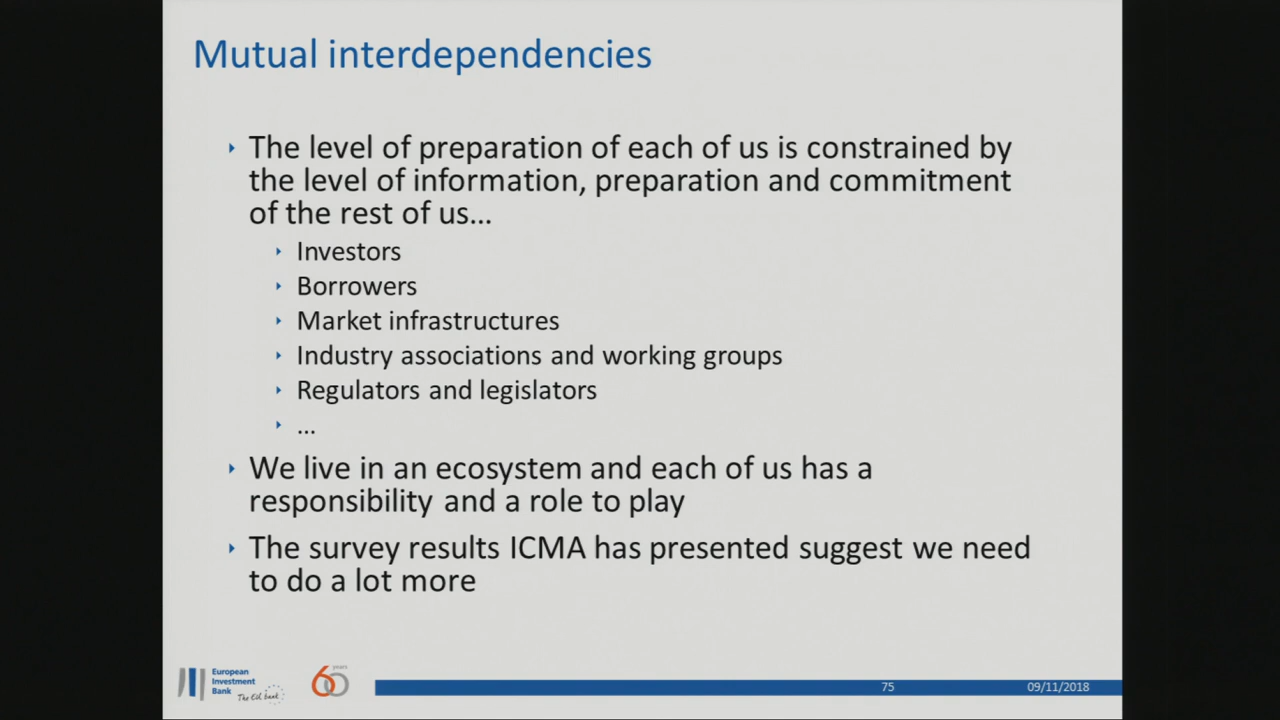 Mutual interdependencies
The level of preparation of each of us is constrained by
the level of information, preparation and commitment
of the rest of us...
Investors
Borrowers
Market infrastructures
Industry associations and working groups
Regulators and legislators
...
We live in an ecosystem and each of us has a
responsibility and a role to play
The survey results ICMA has presented suggest we need
to do a lot more
European
Investment
Bank
The EU bank
60
years
75
09/11/2018